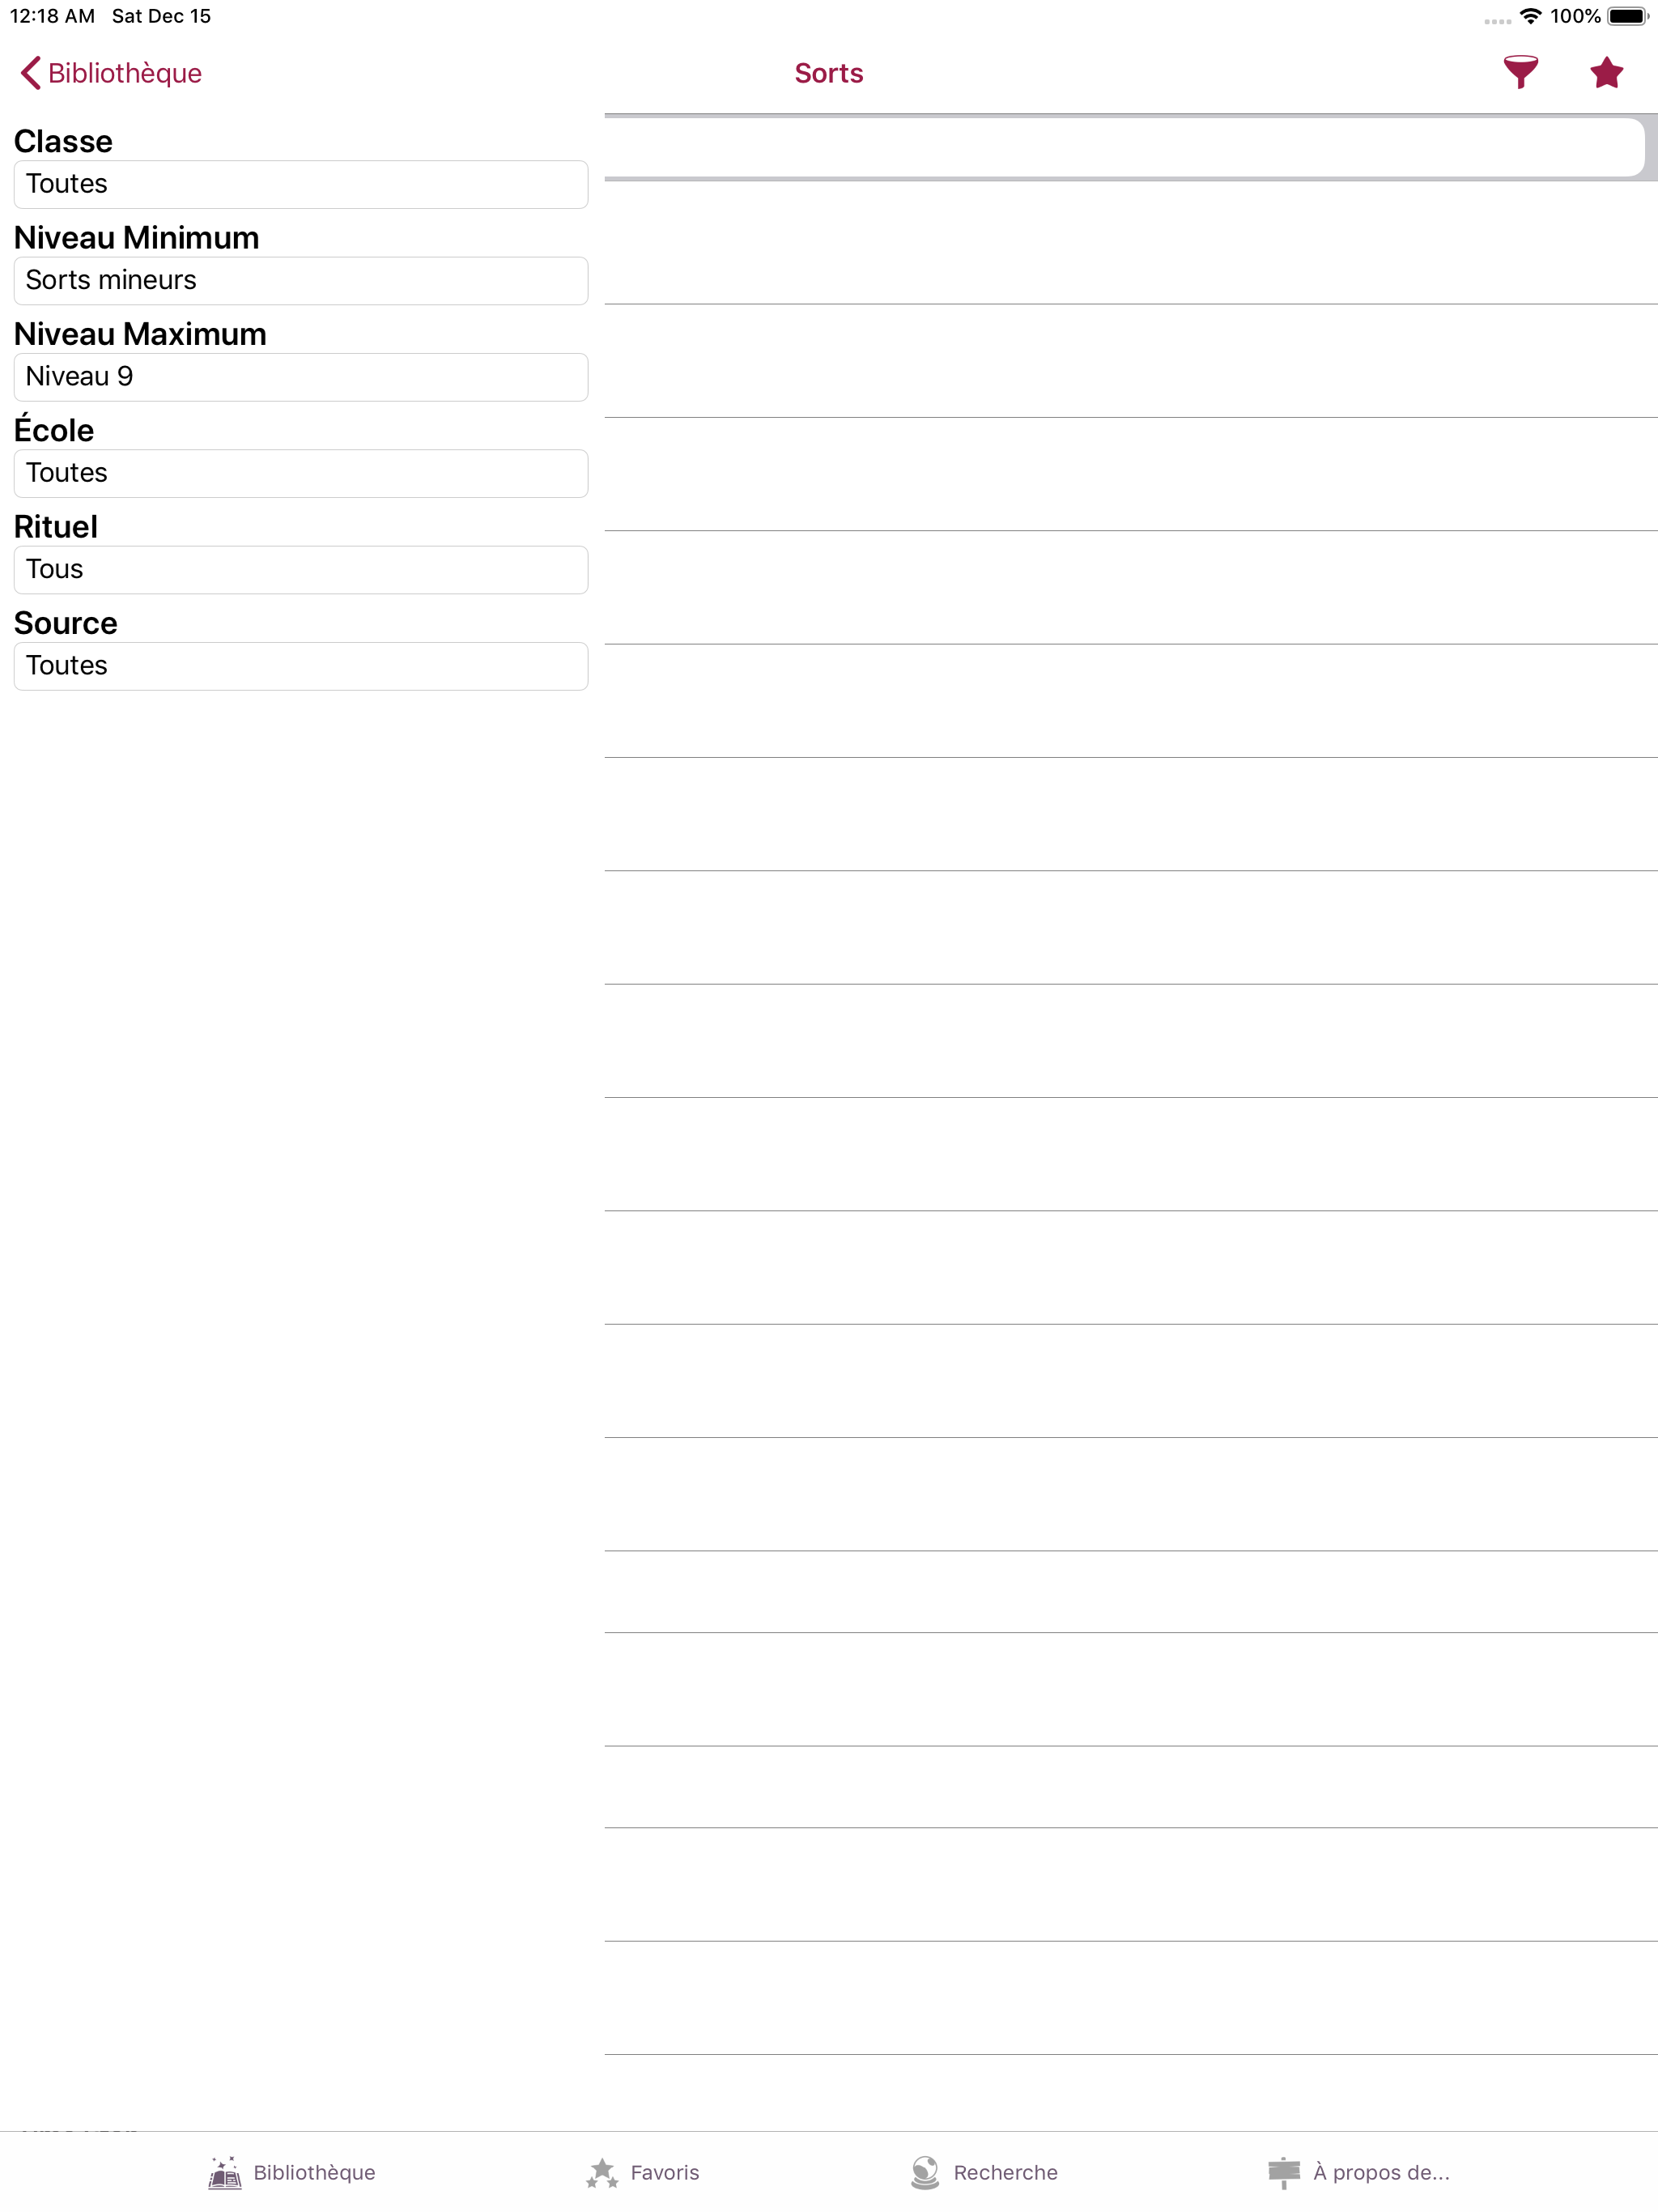 12:18 AM Sat Dec 15 100%
Bibliothèque Sorts
Classe
Toutes
Niveau Minimum
Sorts mineurs
Niveau Maximum
Niveau 9
École
Toutes
Rituel
Tous
Source
Toutes
Bibliothèque Favoris Recherche À propos de...